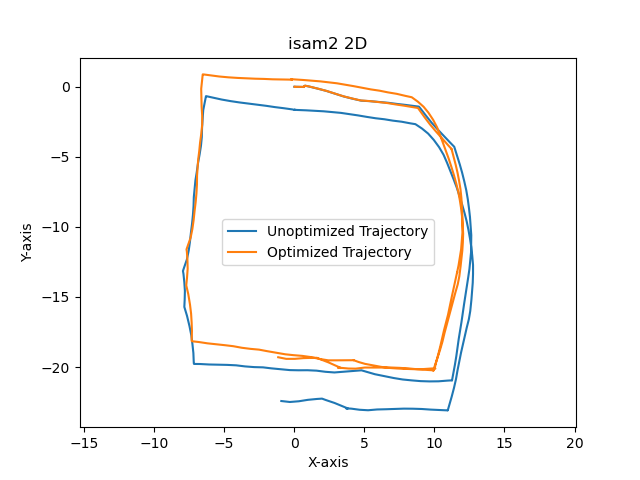 isam2 2D
0
−5
−10
−15
−20
Y-axis
Unoptimized Trajectory
Optimized Trajectory
−15 −10 −5 0 5 10 15 20
X-axis